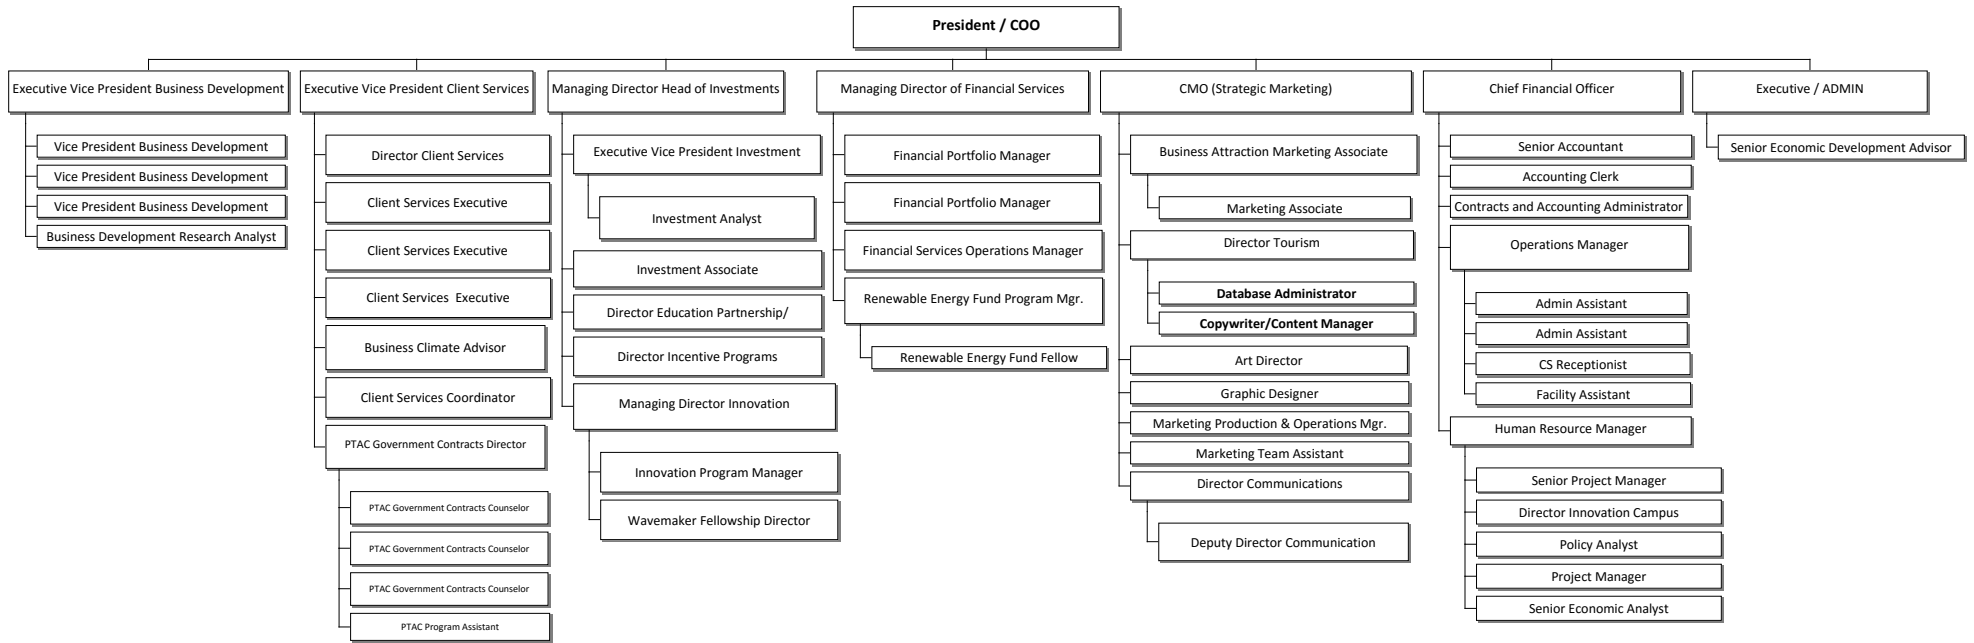 President / COO
Executive Vice President Business Development
Vice President Business Development
Vice President Business Development
Vice President Business Development
Business Development Research Analyst
Executive Vice President Client Services
Director Client Services
Client Services Executive
Client Services Executive
Client Services  Executive
Business Climate Advisor
Client Services Coordinator
PTAC Government Contracts Director
PTAC Government Contracts Counselor
PTAC Government Contracts Counselor
PTAC Government Contracts Counselor
PTAC Program Assistant
Managing Director Head of Investments
Executive Vice President Investment
Investment Analyst
Investment Associate
Director Education Partnership/
Director Incentive Programs
Managing Director Innovation
Innovation Program Manager
Wavemaker Fellowship Director
Managing Director of Financial Services
Financial Portfolio Manager
Financial Portfolio Manager
Financial Services Operations Manager
Renewable Energy Fund Program Mgr.
Renewable Energy Fund Fellow
CMO (Strategic Marketing)
Business Attraction Marketing Associate
Marketing Associate
Director Tourism
Database Administrator
Copywriter/Content Manager
Art Director
Graphic Designer
Marketing Production & Operations Mgr.
Marketing Team Assistant
Director Communications
Deputy Director Communication
Chief Financial Officer
Senior Accountant
Accounting Clerk
Contracts and Accounting Administrator
Operations Manager
Admin Assistant
Admin Assistant
CS Receptionist
Facility Assistant
Human Resource Manager
Senior Project Manager
Director Innovation Campus
Policy Analyst
Project Manager
Senior Economic Analyst
Executive / ADMIN
Senior Economic Development Advisor